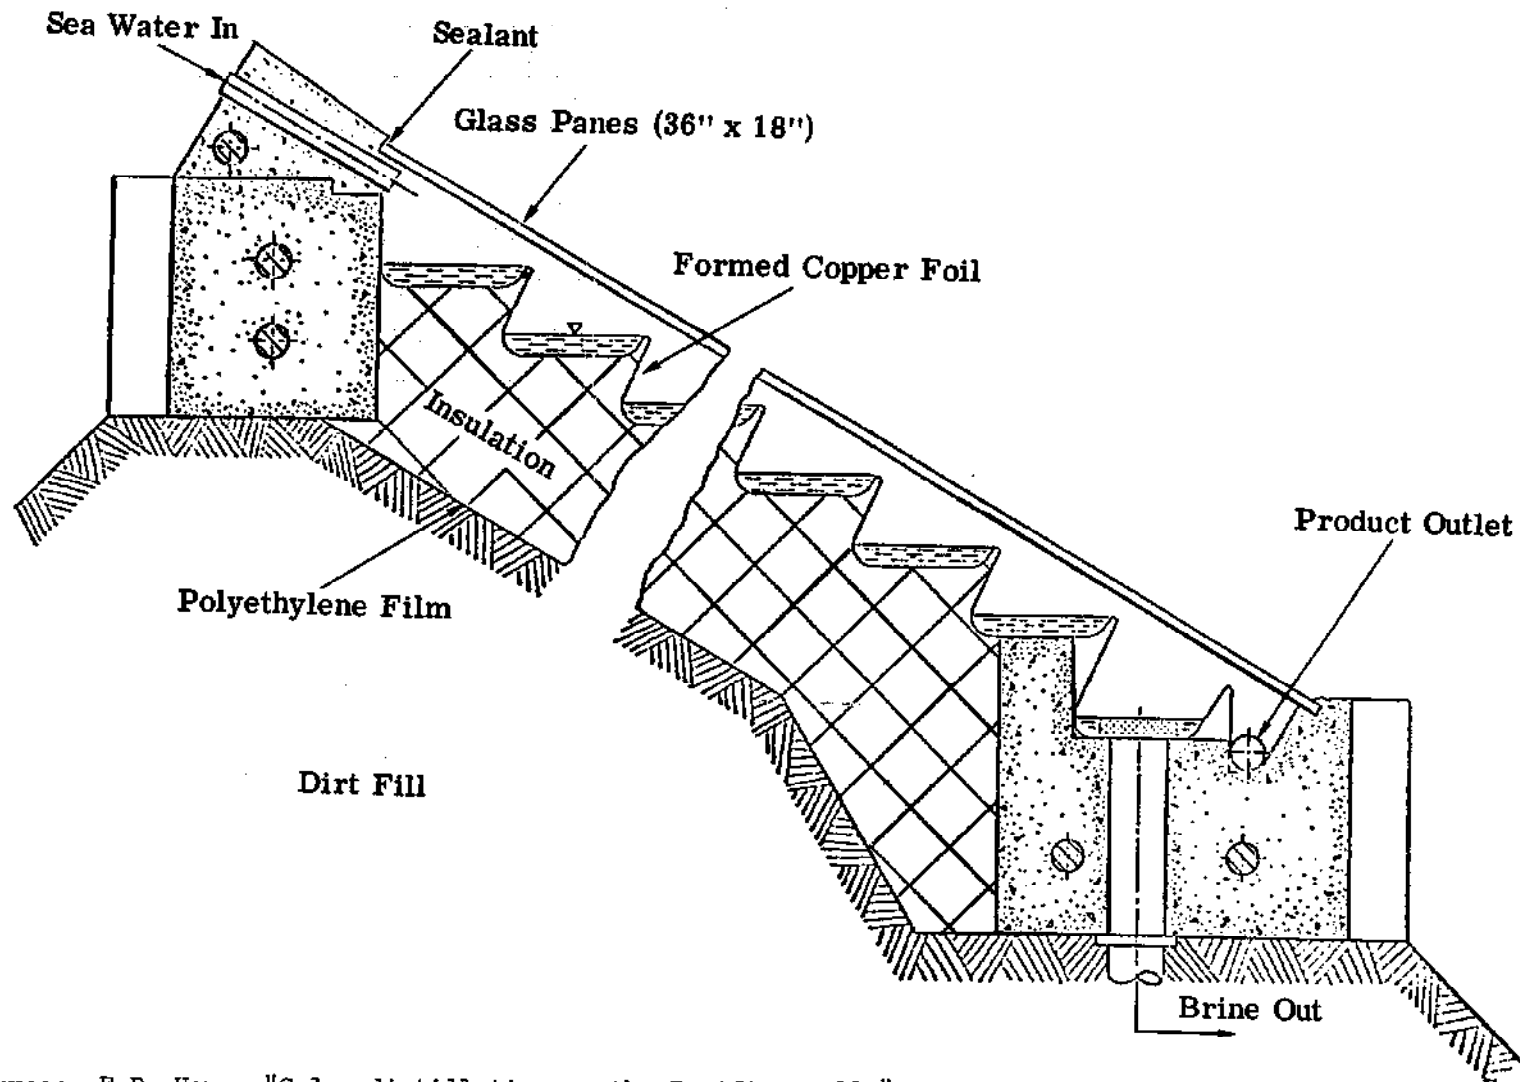 Sea Water In
Sealant
Glass Panes (36" x 18")
Formed Copper Foil
Insulation
Product Outlet
Polyethylene Film
Dirt Fill
Brine Out